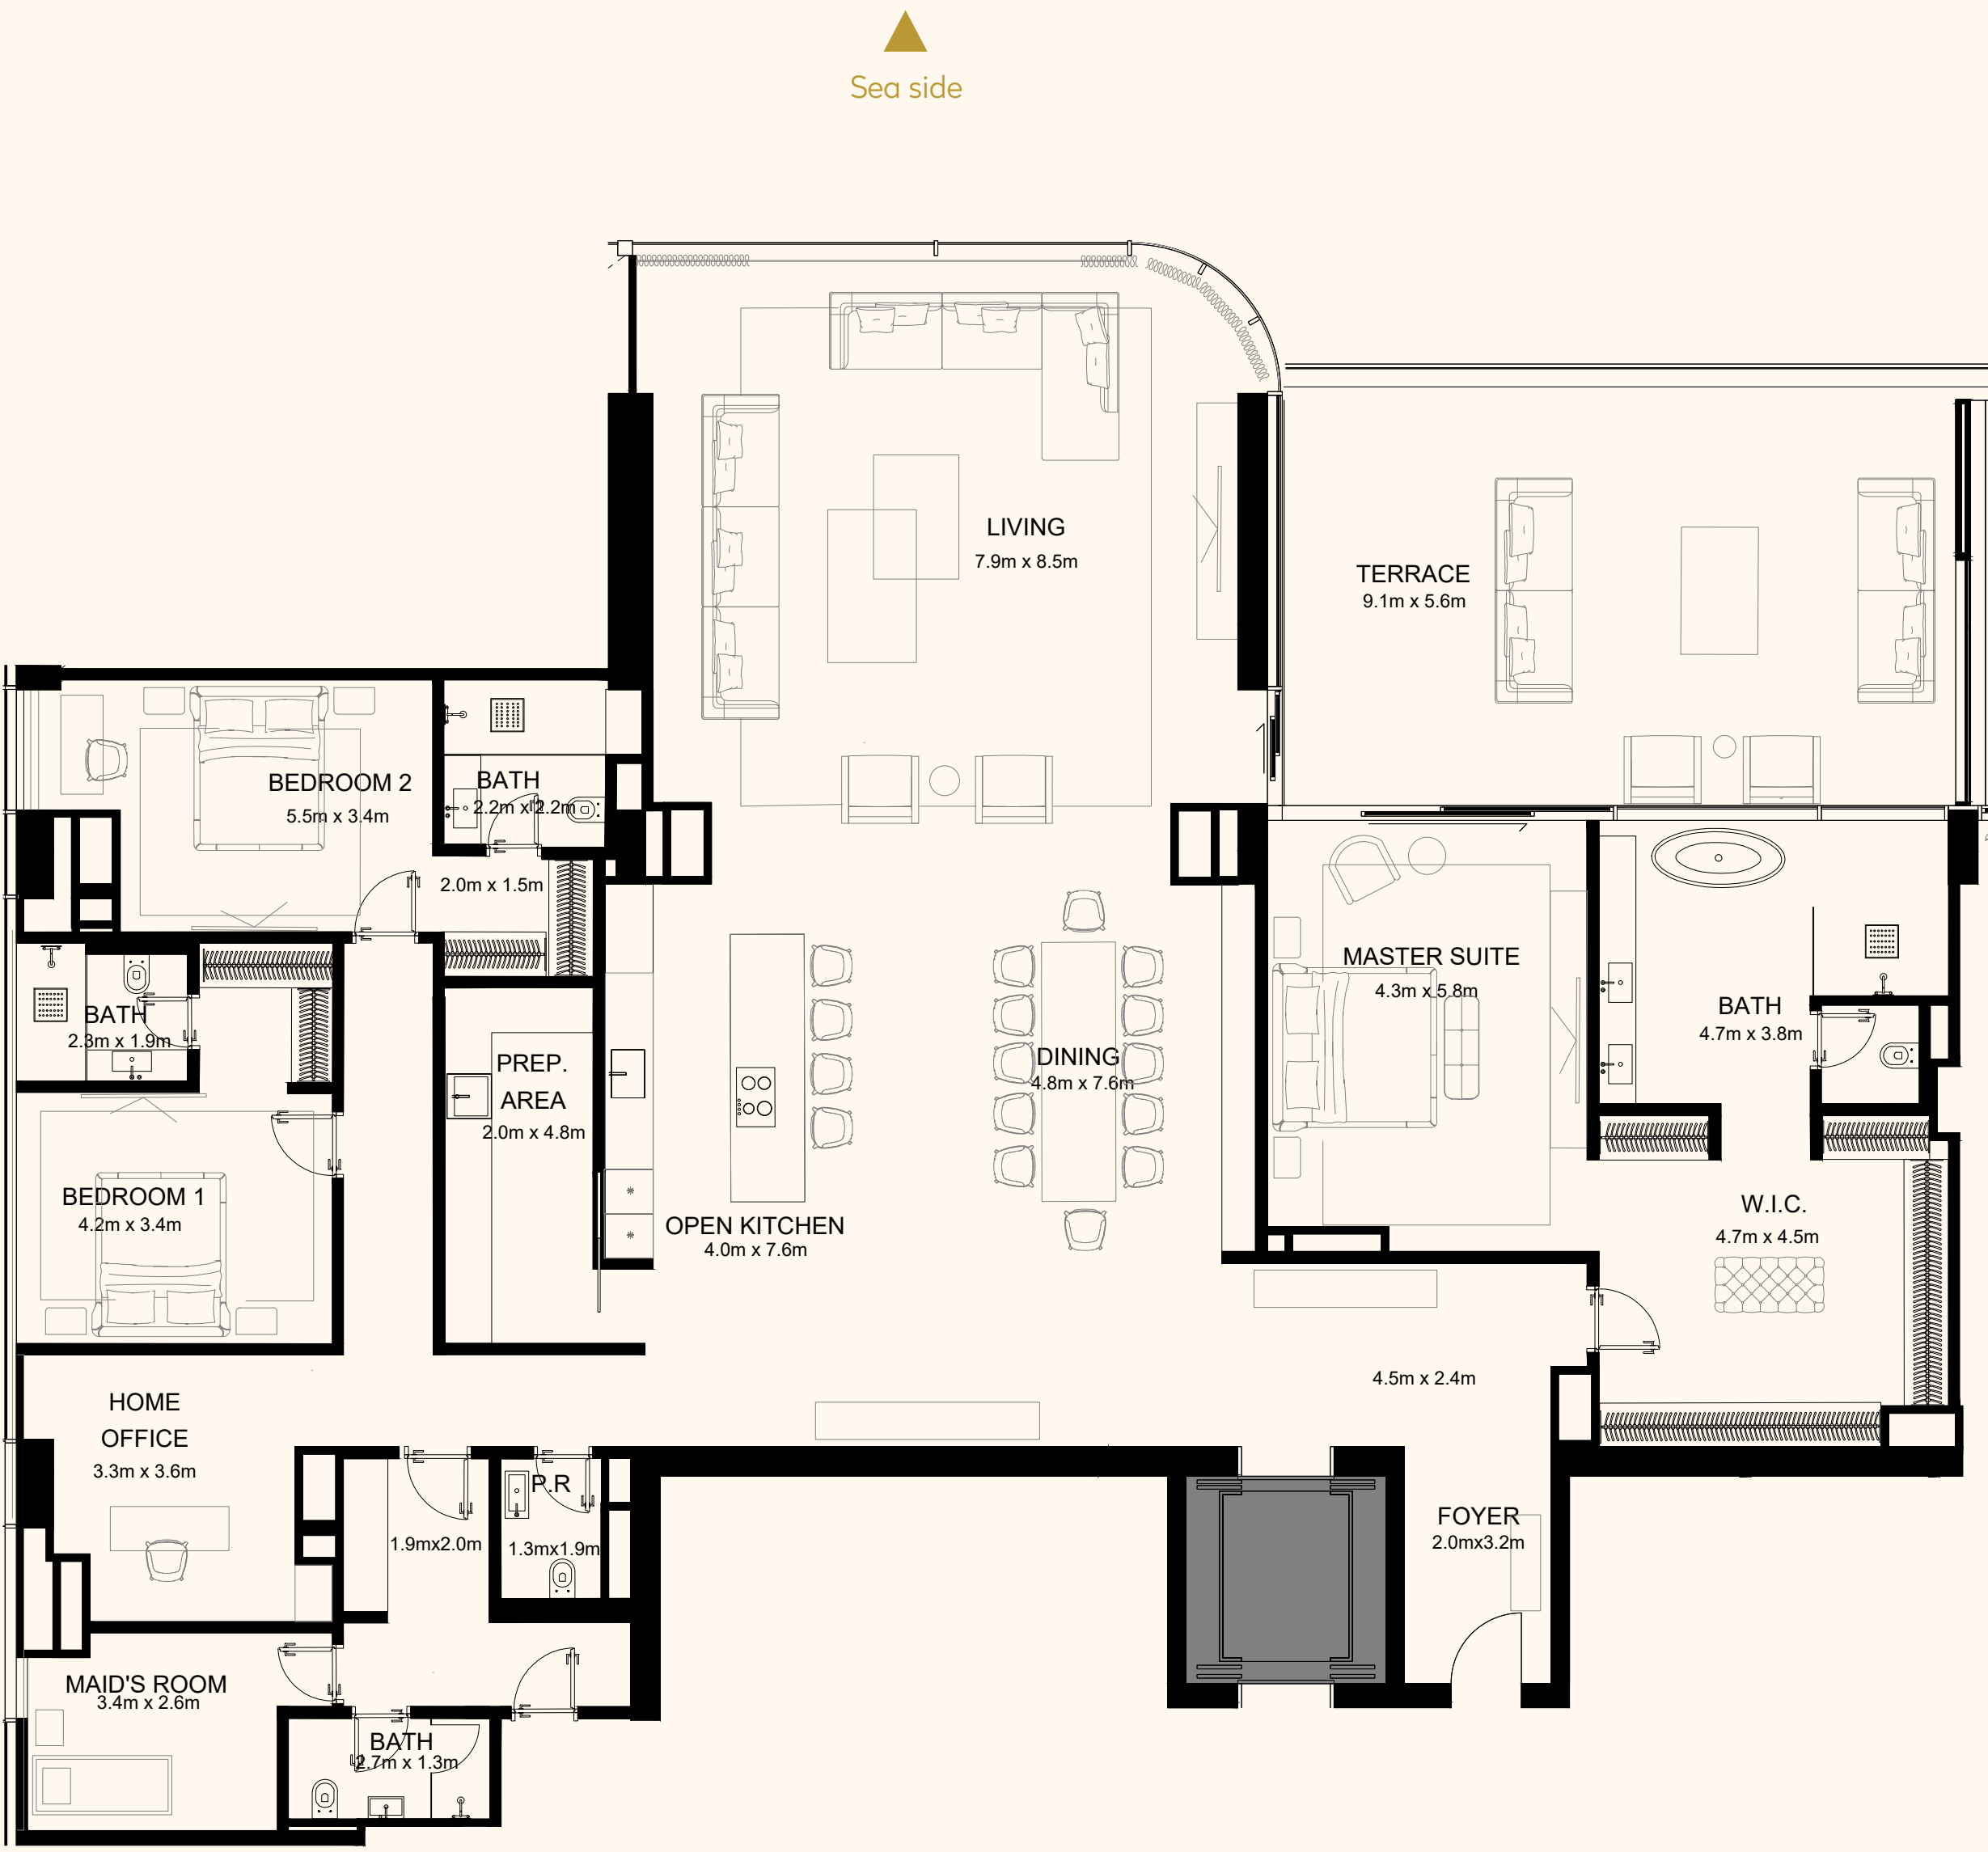 Sea side
LIVING
7.9m x 8.5m
TERRACE
9.1m x 5.6m
BEDROOM 2
5.5m x 3.4m
BATH
2.2m x 2.2m
2.0m x 1.5m
MASTER SUITE
4.3m x 5.8m
BATH
4.7m x 3.8m
BATH
2.3m x 1.9m
PREP.
AREA
2.0m x 4.8m
DINING
4.8m x 7.6m
BEDROOM 1
4.2m x 3.4m
OPEN KITCHEN
4.0m x 7.6m
W.I.C.
4.7m x 4.5m
4.5m x 2.4m
HOME
OFFICE
3.3m x 3.6m
P.R
1.9mx2.0m
1.3mx1.9m
FOYER
2.0mx3.2m
MAID'S ROOM
3.4m x 2.6m
BATH
2.7m x 1.3m